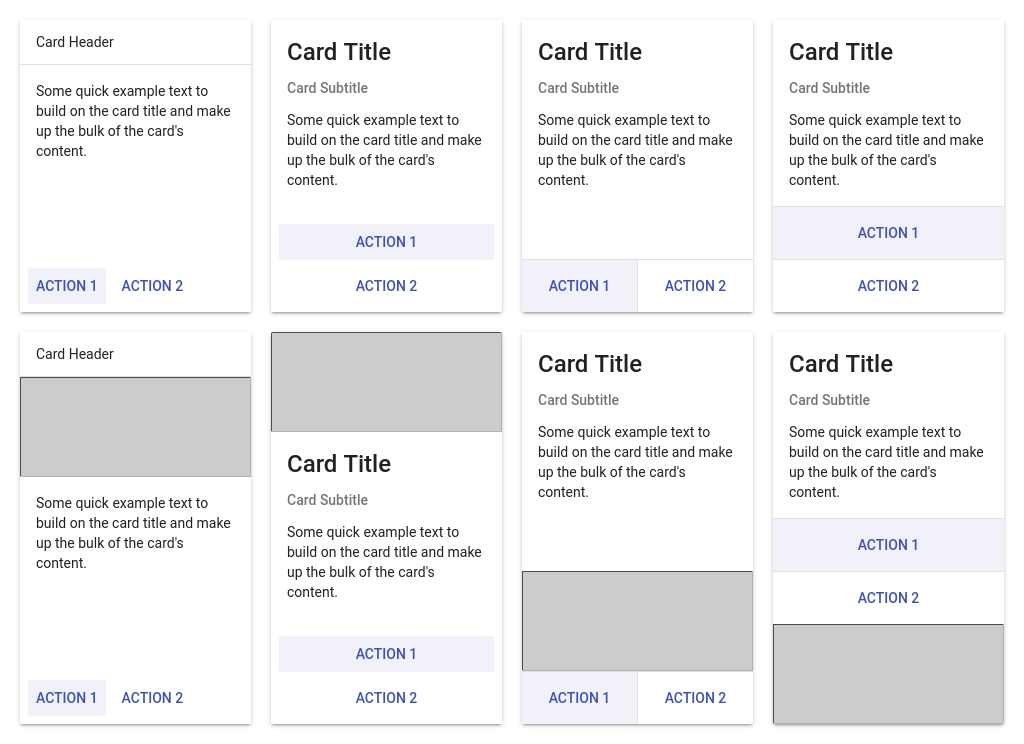 Card Header
Some quick example text to
build on the card title and make
up the bulk of the card's
content.
ACTION 1
ACTION 2
Card Title
Card Subtitle
Some quick example text to
build on the card title and make
up the bulk of the card's
content.
ACTION 1
ACTION 2
Card Title
Card Subtitle
Some quick example text to
build on the card title and make
up the bulk of the card's
content.
ACTION 1
ACTION 2
Card Title
Card Subtitle
Some quick example text to
build on the card title and make
up the bulk of the card's
content.
ACTION 1
ACTION 2
Card Header
Some quick example text to
build on the card title and make
up the bulk of the card's
content.
ACTION 1
ACTION 2
Card Title
Card Subtitle
Some quick example text to
build on the card title and make
up the bulk of the card's
content.
ACTION 1
ACTION 2
Card Title
Card Subtitle
Some quick example text to
build on the card title and make
up the bulk of the card's
content.
ACTION 1
ACTION 2
Card Title
Card Subtitle
Some quick example text to
build on the card title and make
up the bulk of the card's
content.
ACTION 1
ACTION 2